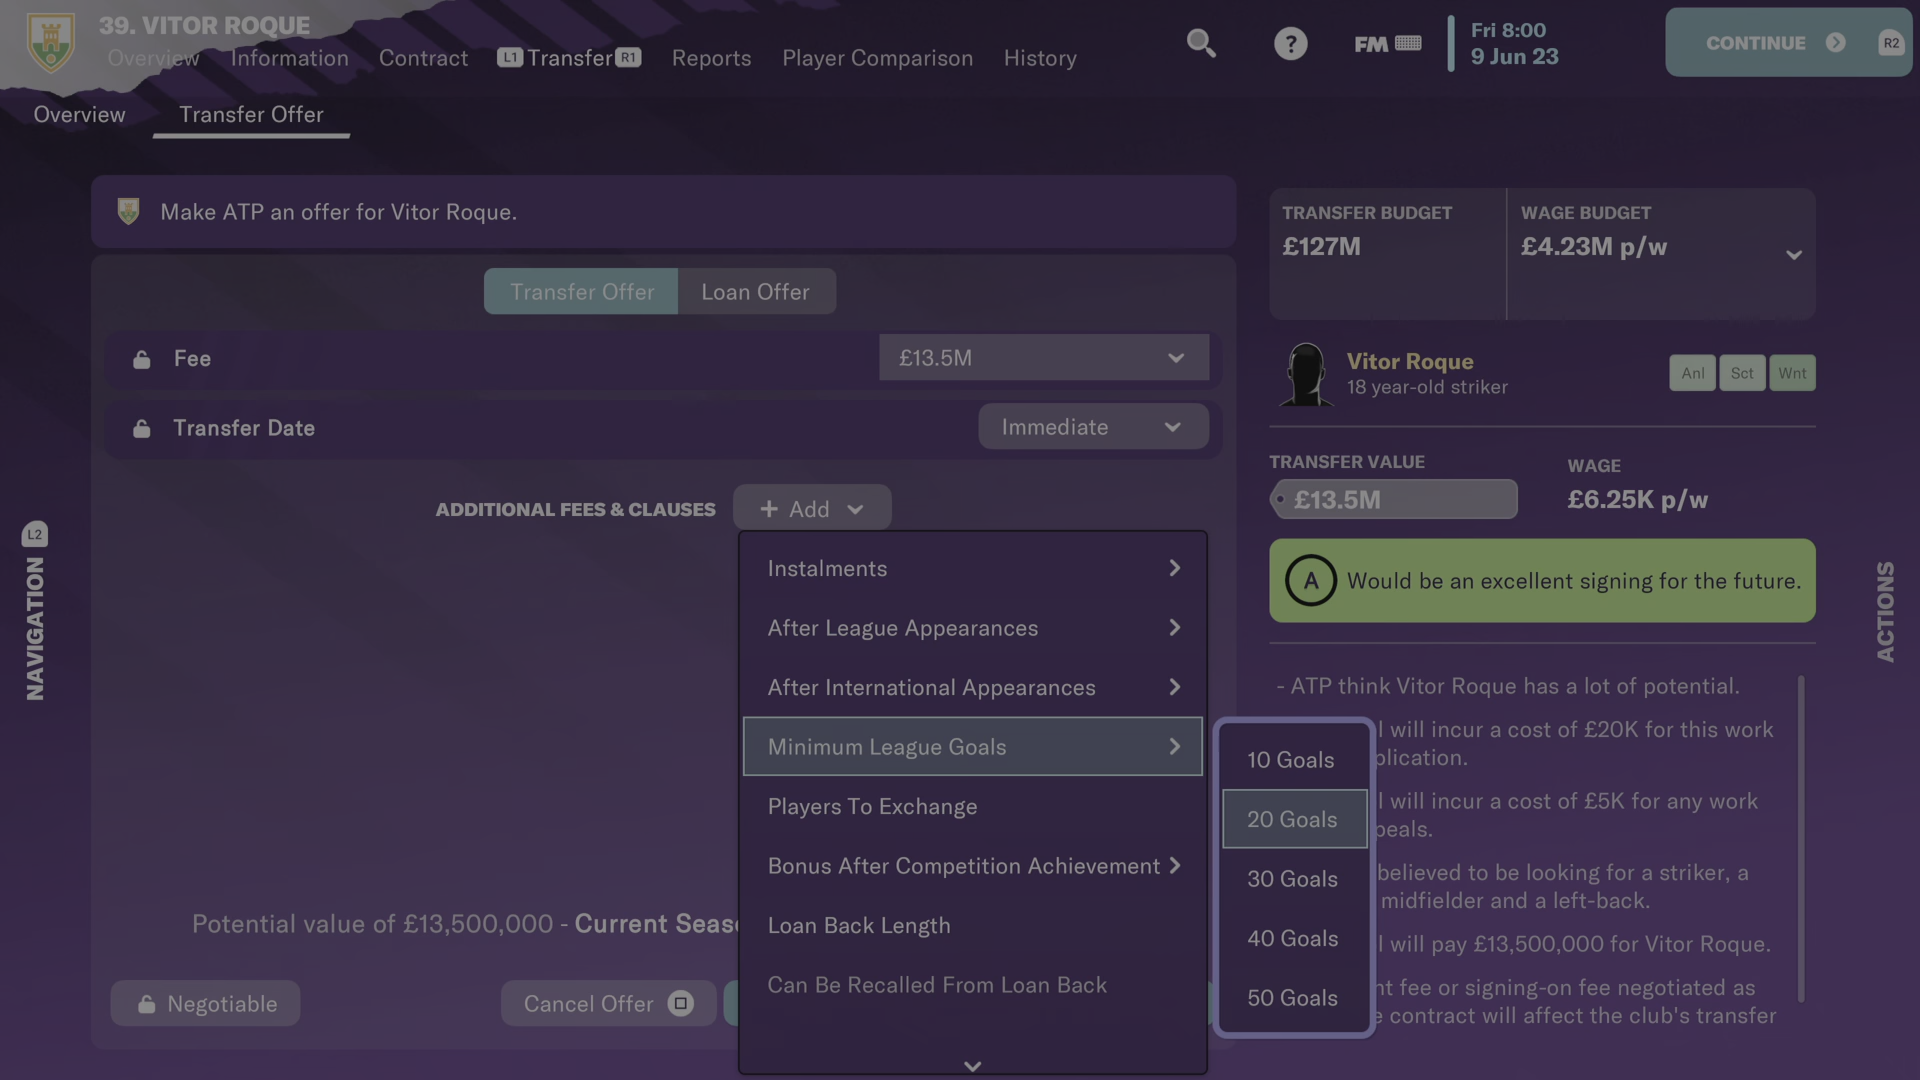 39. VITOR ROQUE
Overview
Information
Contract
L1 Transfer R1
Reports
Player Comparison
History
?
FM
Fri 8:00
9 Jun 23
CONTINUE
R2
Overview
Transfer Offer
Make ATP an offer for Vitor Roque.
TRANSFER BUDGET
£127M
WAGE BUDGET
£4.23M p/w
Transfer Offer
Loan Offer
Fee
£13.5M
Transfer Date
Immediate
Vitor Roque
18 year-old striker
Anl
Sct
Wnt
TRANSFER VALUE
£13.5M
WAGE
£6.25K p/w
ADDITIONAL FEES & CLAUSES
+ Add
L2
NAVIGATION
ACTIONS
Instalments
After League Appearances
After International Appearances
Minimum League Goals
Players To Exchange
Bonus After Competition Achievement
Loan Back Length
Can Be Recalled From Loan Back
10 Goals
20 Goals
30 Goals
40 Goals
50 Goals
A Would be an excellent signing for the future.
- ATP think Vitor Roque has a lot of potential.
will incur a cost of £20K for this work
will incur a cost of £5K for any work
believed to be looking for a striker, a
midfielder and a left-back.
will pay £13,500,000 for Vitor Roque.
fee or signing-on fee negotiated as
contract will affect the club's transfer
Potential value of £13,500,000 - Current
Negotiable
Cancel Offer